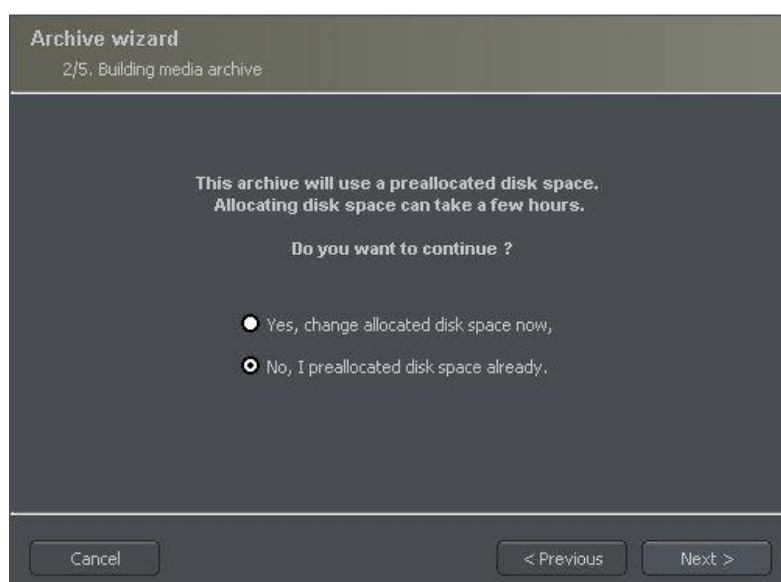 Archive wizard
2/5. Building media archive
This archive will use a preallocated disk space.
Allocating disk space can take a few hours.
Do you want to continue ?
Yes, change allocated disk space now,
No, I preallocated disk space already.
Cancel
< Previous
Next >